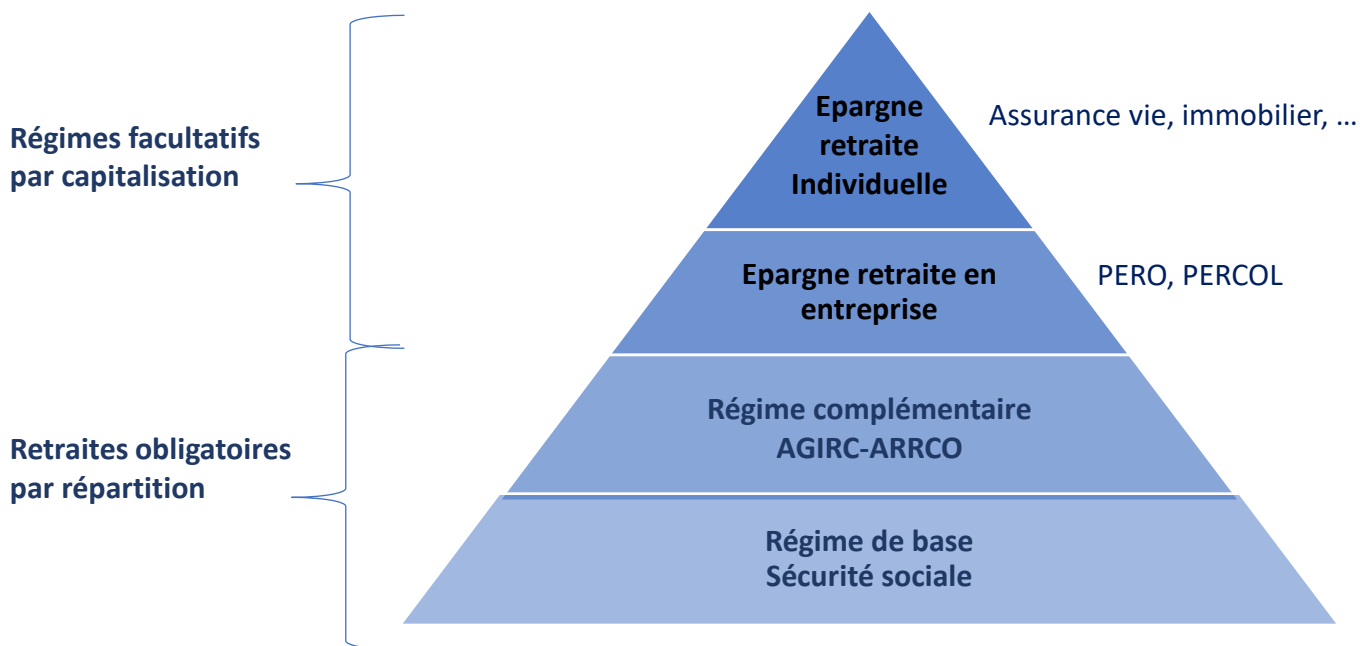 Epargne
retraite
Individuelle
Assurance vie, immobilier, ...
Régimes facultatifs
par capitalisation
Epargne retraite en
entreprise
PERO, PERCOL
Régime complémentaire
AGIRC-ARRCO
Retraites obligatoires
par répartition
Régime de base
Sécurité sociale